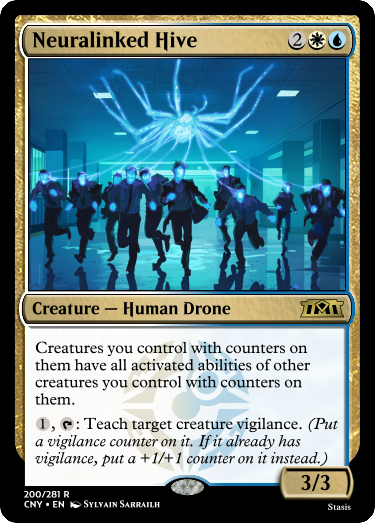 Neuralinked Hive 2
Creature — Human Drone
Creatures you control with counters on
them have all activated abilities of other
creatures you control with counters on
them.
1, : Teach target creature vigilance. (Put
a vigilance counter on it. If it already has
vigilance, put a +1/+1 counter on it instead.)
3/3
200/281 R
CNY • EN Sylvain Sarrailh
Stasis